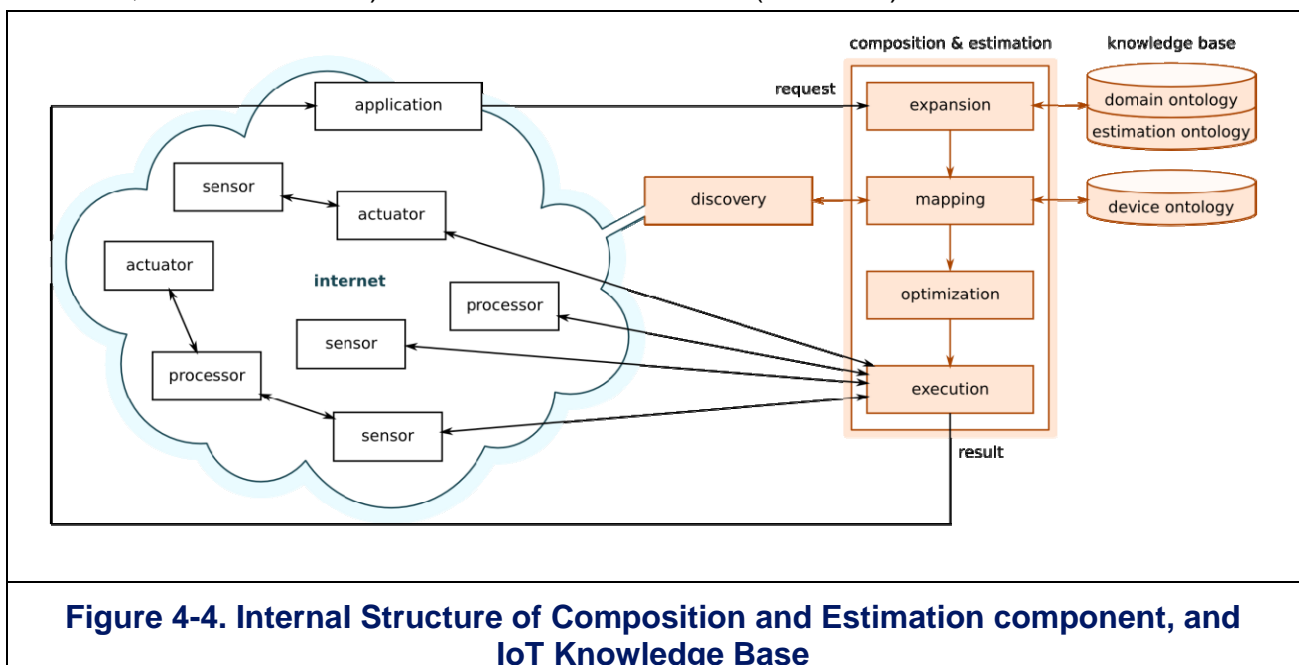 composition & estimation
knowledge base
request
application
expansion
domain ontology
estimation ontology
sensor
actuator
discovery
mapping
device ontology
actuator
internet
processor
optimization
sensor
processor
execution
sensor
result
Figure 4-4. Internal Structure of Composition and Estimation component, and
IoT Knowledge Base